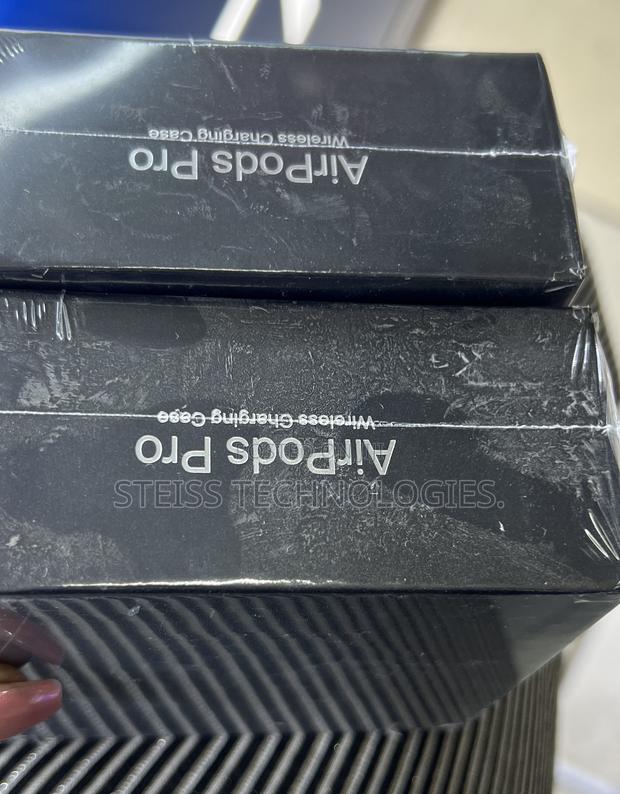 AirPods Pro
Wireless Charging Case
AirPods Pro
Wireless Charging Case
STEISS TECHNOLOGIES.